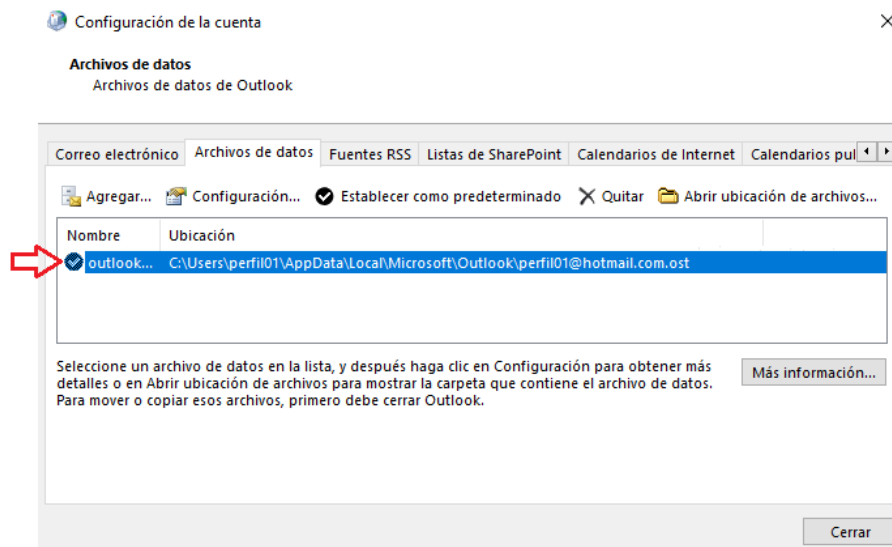 Configuración de la cuenta
Archivos de datos
Archivos de datos de Outlook
Correo electrónico Archivos de datos Fuentes RSS Listas de SharePoint Calendarios de Internet Calendarios pul
Agregar... Configuración... Establecer como predeterminado Quitar Abrir ubicación de archivos...
Nombre Ubicación
outlook... C:\Users\perfil01\AppData\Local\Microsoft\Outlook\perfil01@hotmail.com.ost
Seleccione un archivo de datos en la lista, y después haga clic en Configuración para obtener más
detalles o en Abrir ubicación de archivos para mostrar la carpeta que contiene el archivo de datos.
Para mover o copiar esos archivos, primero debe cerrar Outlook.
Más información...
Cerrar